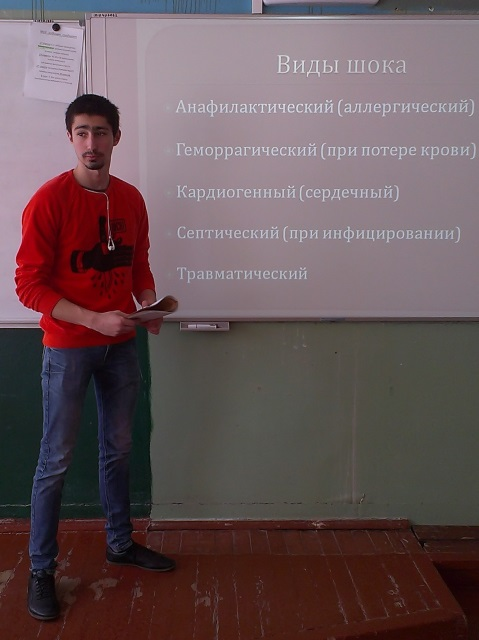 Виды шока
Анафилактический (аллергический)
Геморрагический (при потере крови)
Кардиогенный (сердечный)
Септический (при инфицировании)
Травматический